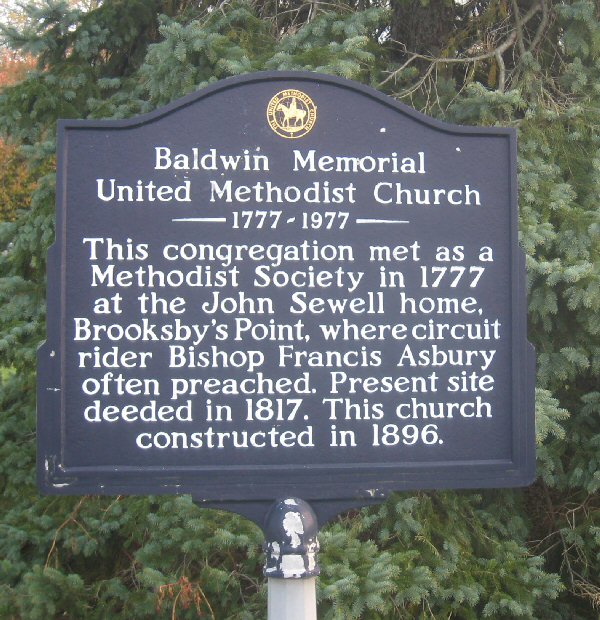 Baldwin Memorial
United Methodist Church
1777-1977
This congregation met as a
Methodist Society in 1777
at the John Sewell home,
Brooksby's Point, where circuit
rider Bishop Francis Asbury
often preached. Present site
deeded in 1817. This church
constructed in 1896.